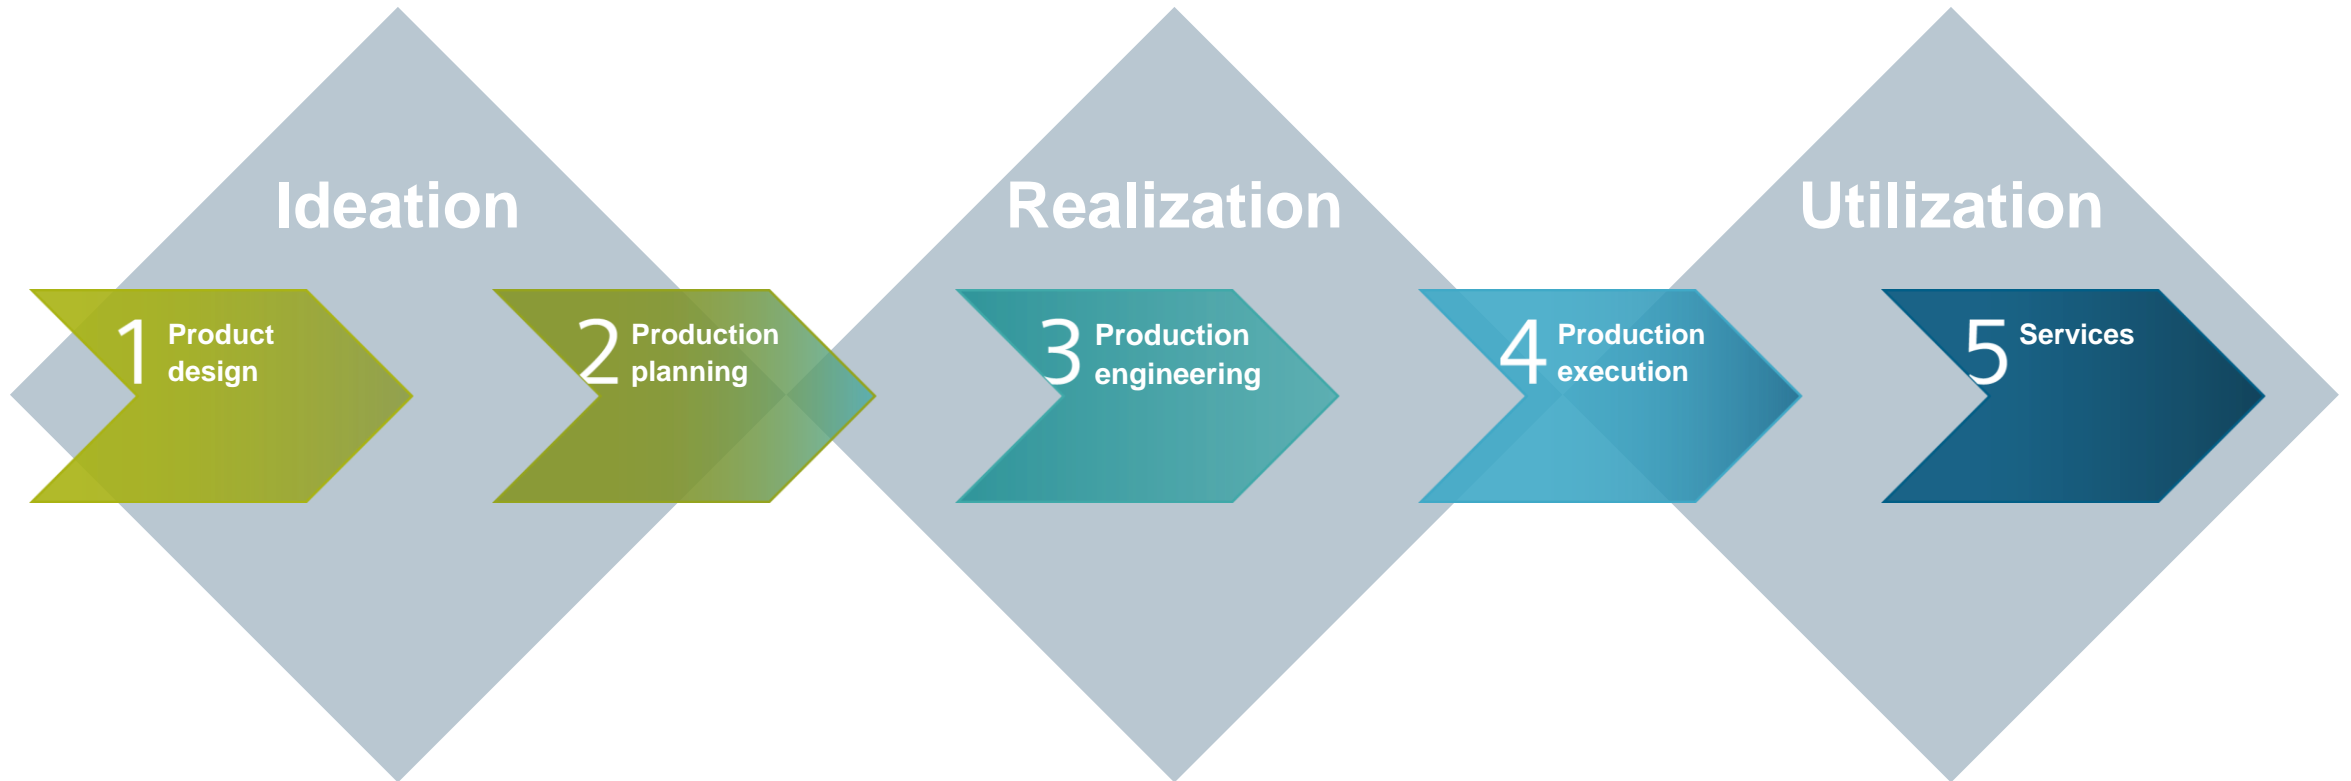 Ideation
Realization
Utilization
1 Product
design
2 Production
planning
3 Production
engineering
4 Production
execution
5 Services